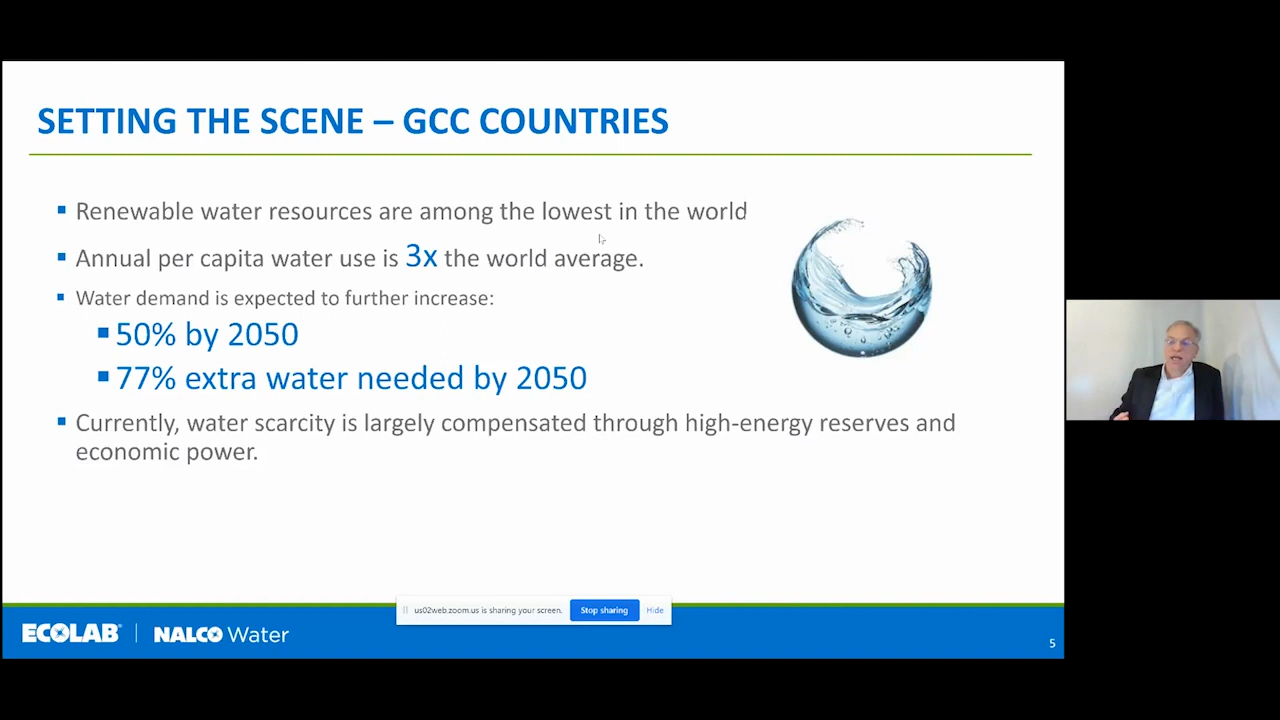 SETTING THE SCENE – GCC COUNTRIES
▪ Renewable water resources are among the lowest in the world
▪ Annual per capita water use is 3x the world average.
▪ Water demand is expected to further increase:
▪ 50% by 2050
▪ 77% extra water needed by 2050
▪ Currently, water scarcity is largely compensated through high-energy reserves and
economic power.
us02web.zoom.us is sharing your screen. Stop sharing Hide
ECOLAB® | NALCO Water
5